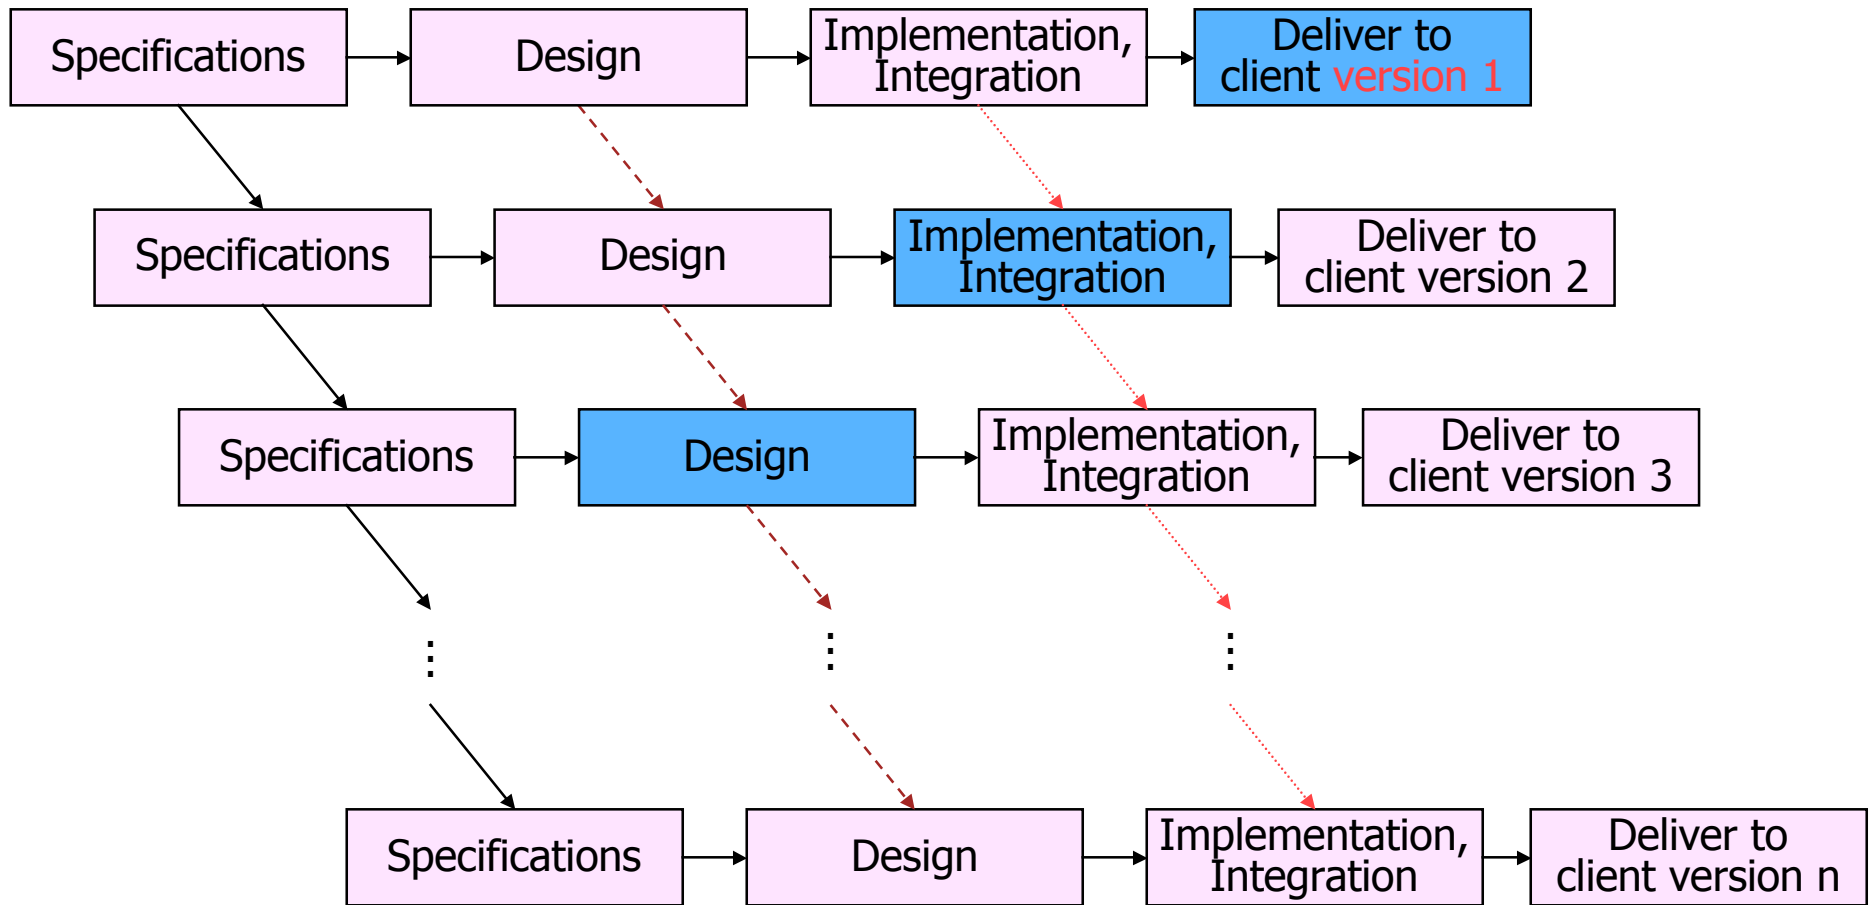 Specifications
Design
Implementation,
Integration
Deliver to
client version 1
Specifications
Design
Implementation,
Integration
Deliver to
client version 2
Specifications
Design
Implementation,
Integration
Deliver to
client version 3
⋮
⋮
⋮
Specifications
Design
Implementation,
Integration
Deliver to
client version n